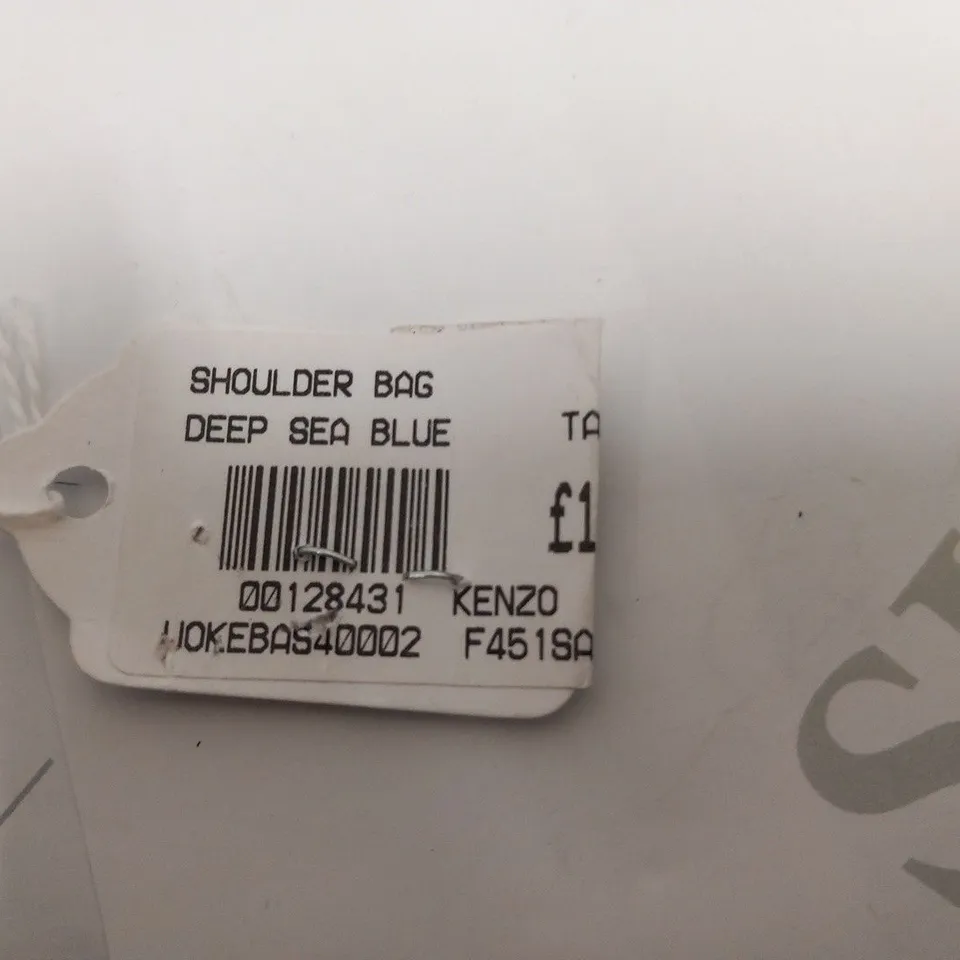 SHOULDER BAG
DEEP SEA BLUE TA
£1
00128431 KENZO
UOKEBAS40002 F451SA